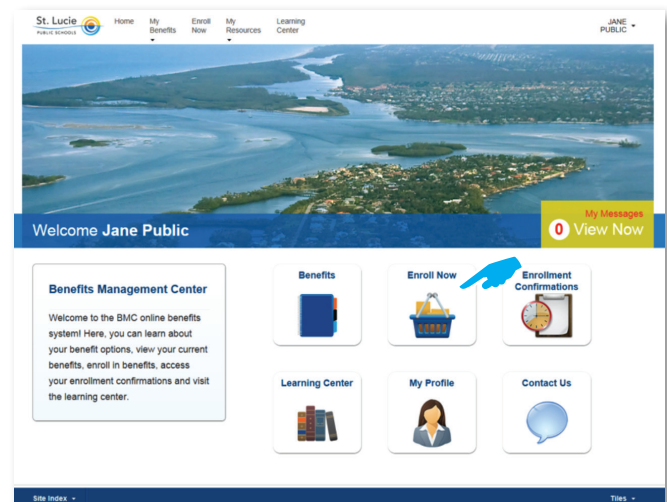 St. Lucie
PUBLIC SCHOOLS
Home
My Benefits
Enroll Now
My Resources
Learning Center
JANE PUBLIC
Welcome Jane Public
My Messages
0 View Now
Benefits Management Center
Welcome to the BMC online benefits
system! Here, you can learn about
your benefit options, view your current
benefits, enroll in benefits, access
your enrollment confirmations and visit
the learning center.
Benefits
Enroll Now
Enrollment
Confirmations
Learning Center
My Profile
Contact Us
Site Index
Tiles